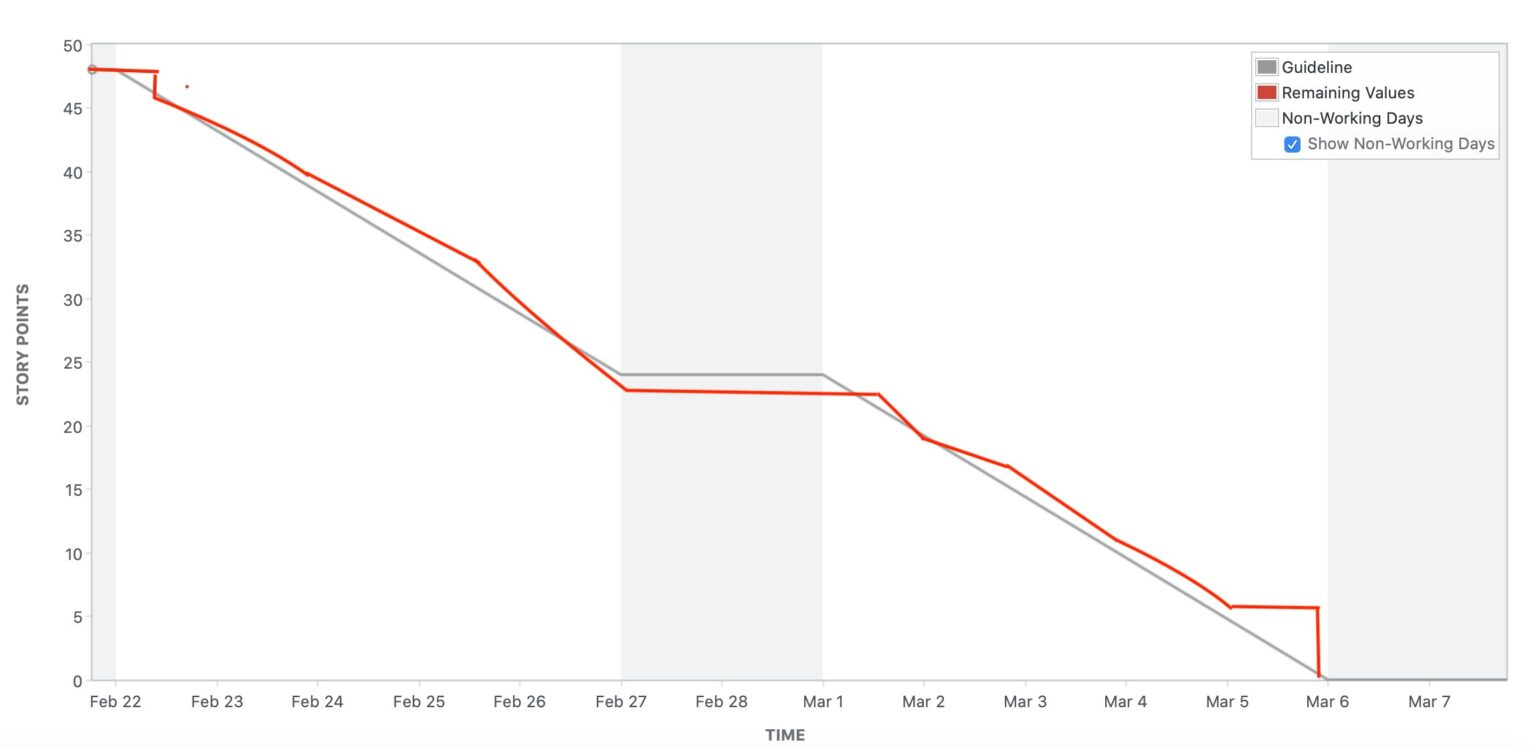 50
Guideline
Remaining Values
Non-Working Days
Show Non-Working Days
45
40
35
30
25
20
15
10
5
0
STORY POINTS
Feb 22 Feb 23 Feb 24 Feb 25 Feb 26 Feb 27 Feb 28 Mar 1 Mar 2 Mar 3 Mar 4 Mar 5 Mar 6 Mar 7
TIME